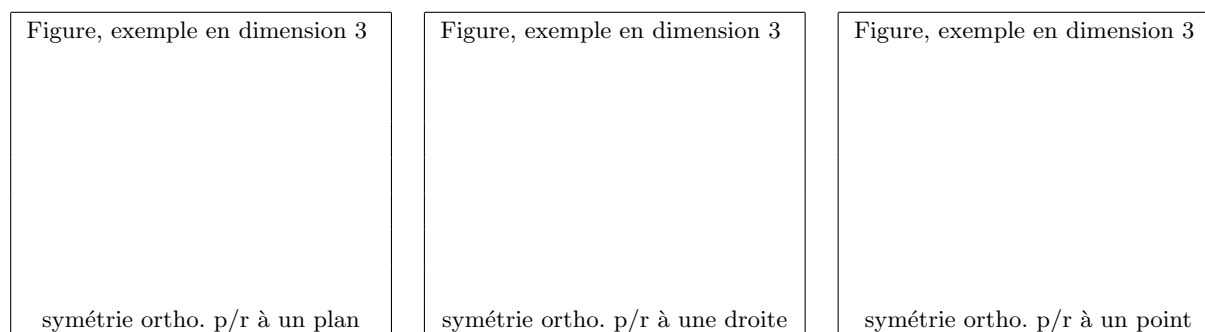 Figure, exemple en dimension 3
symétrie ortho. p/r à un plan
Figure, exemple en dimension 3
symétrie ortho. p/r à une droite
Figure, exemple en dimension 3
symétrie ortho. p/r à un point